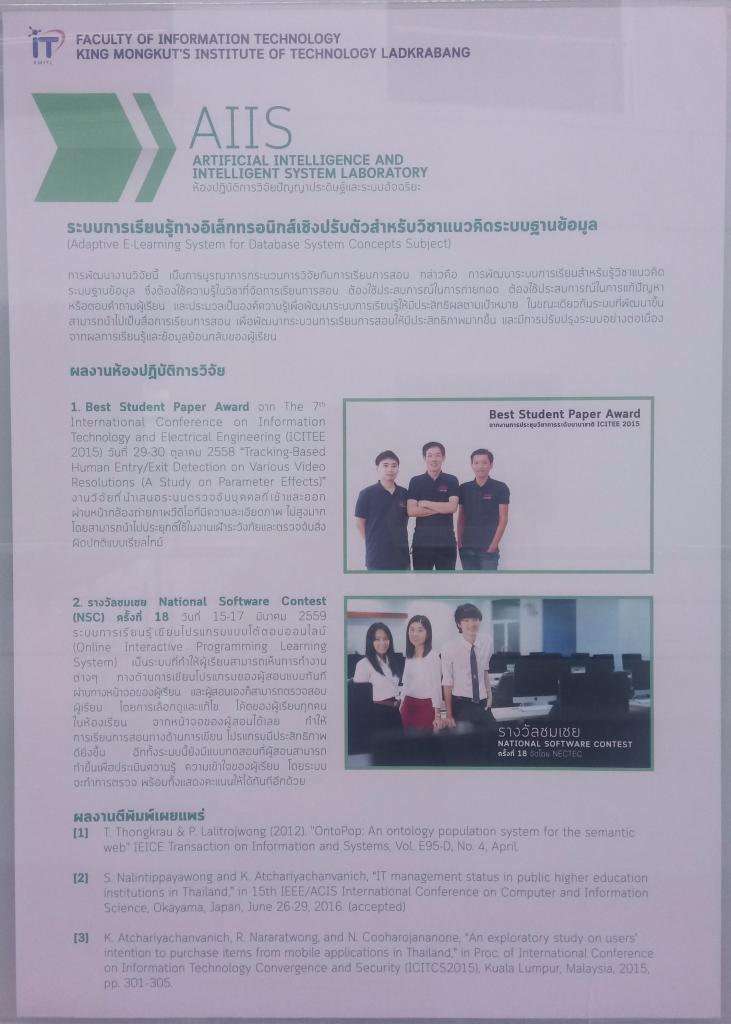 iT
KMITL
FACULTY OF INFORMATION TECHNOLOGY
KING MONGKUT'S INSTITUTE OF TECHNOLOGY LADKRABANG
AIIS
ARTIFICIAL INTELLIGENCE AND
INTELLIGENT SYSTEM LABORATORY
ห้องปฏิบัติการวิจัยปัญญาประดิษฐ์และระบบอัจฉริยะ
ระบบการเรียนรู้ทางอิเล็กทรอนิกส์เชิงปรับตัวสำหรับวิชาแนวคิดระบบฐานข้อมูล
(Adaptive E-Learning System for Database System Concepts Subject)
การพัฒนางานวิจัยนี้ เป็นการบูรณาการกระบวนการวิจัยกับการเรียนการสอน กล่าวคือ การพัฒนาระบบการเรียนสำหรับรู้วิชาแนวคิด
ระบบฐานข้อมูล ซึ่งต้องใช้ความรู้ในวิชาที่จัดการเรียนการสอน ต้องใช้ประสบการณ์ในการถ่ายทอด ต้องใช้ประสบการณ์ในการแก้ปัญหา
หรือตอบคำถามผู้เรียน และประมวลเป็นองค์ความรู้เพื่อพัฒนาระบบการเรียนรู้ให้มีประสิทธิผลตามเป้าหมาย ในขณะเดียวกันระบบที่พัฒนาขึ้น
สามารถนำไปเป็นสื่อการเรียนการสอน เพื่อพัฒนากระบวนการเรียนการสอนให้มีประสิทธิภาพมากขึ้น และมีการปรับปรุงระบบอย่างต่อเนื่อง
จากผลการเรียนรู้และข้อมูลย้อนกลับของผู้เรียน
ผลงานห้องปฏิบัติการวิจัย
1. Best Student Paper Award จาก The 7th
International Conference on Information
Technology and Electrical Engineering (ICITEE
2015) วันที่ 29-30 ตุลาคม 2558 "Tracking-Based
Human Entry/Exit Detection on Various Video
Resolutions (A Study on Parameter Effects)"
งานวิจัยที่นำเสนอระบบตรวจจับบุคคลที่เข้าและออก
ผ่านหน้ากล้องถ่ายภาพวิดีโอที่มีความละเอียดภาพ ไม่สูงมาก
โดยสามารถนำไปประยุกต์ใช้ในงานเฝ้าระวังภัยและตรวจจับสิ่ง
ผิดปกติแบบเรียลไทม์
Best Student Paper Award
จากงานการประชุมวิชาการระดับนานาชาติ ICITEE 2015
2. รางวัลชมเชย National Software Contest
(NSC) ครั้งที่ 18 วันที่ 15-17 มีนาคม 2559
ระบบการเรียนรู้เขียนโปรแกรมแบบโต้ตอบออนไลน์
(Online Interactive Programming Learning
System) เป็นระบบที่ทำให้ผู้เรียนสามารถเห็นการทำงาน
ต่างๆ ทางด้านการเขียนโปรแกรมของผู้สอนแบบทันที
ผ่านทางหน้าจอของผู้เรียน และผู้สอนเองก็สามารถตรวจสอบ
ผู้เรียน โดยการเลือกดูและแก้ไข โค้ดของผู้เรียนทุกคน
ในห้องเรียน จากหน้าจอของผู้สอนได้เลย ทำให้
การเรียนการสอนทางด้านการเขียน โปรแกรมมีประสิทธิภาพ
ดียิ่งขึ้น อีกทั้งระบบนี้ยังมีแบบทดสอบที่ผู้สอนสามารถ
ทำขึ้นเพื่อประเมินความรู้ ความเข้าใจของผู้เรียน โดยระบบ
จะทำการตรวจ พร้อมทั้งแสดงคะแนนให้ได้ทันทีอีกด้วย
รางวัลชมเชย
NATIONAL SOFTWARE CONTEST
ครั้งที่ 18 จัดโดย NECTEC
ผลงานตีพิมพ์เผยแพร่
[1] T. Thongkrau & P. Lalitrojwong (2012). "OntoPop: An ontology population system for the semantic
web" IEICE Transaction on Information and Systems, Vol. E95-D, No. 4, April.
[2] S. Nalintippayawong and K. Atchariyachanvanich, "IT management status in public higher education
institutions in Thailand," in 15th IEEE/ACIS International Conference on Computer and Information
Science, Okayama, Japan, June 26-29, 2016. (accepted)
[3] K. Atchariyachanvanich, R. Nararatwong, and N. Cooharojananone, "An exploratory study on users'
intention to purchase items from mobile applications in Thailand," in Proc. of International Conference
on Information Technology Convergence and Security (ICITCS2015), Kuala Lumpur, Malaysia, 2015,
pp. 301-305.